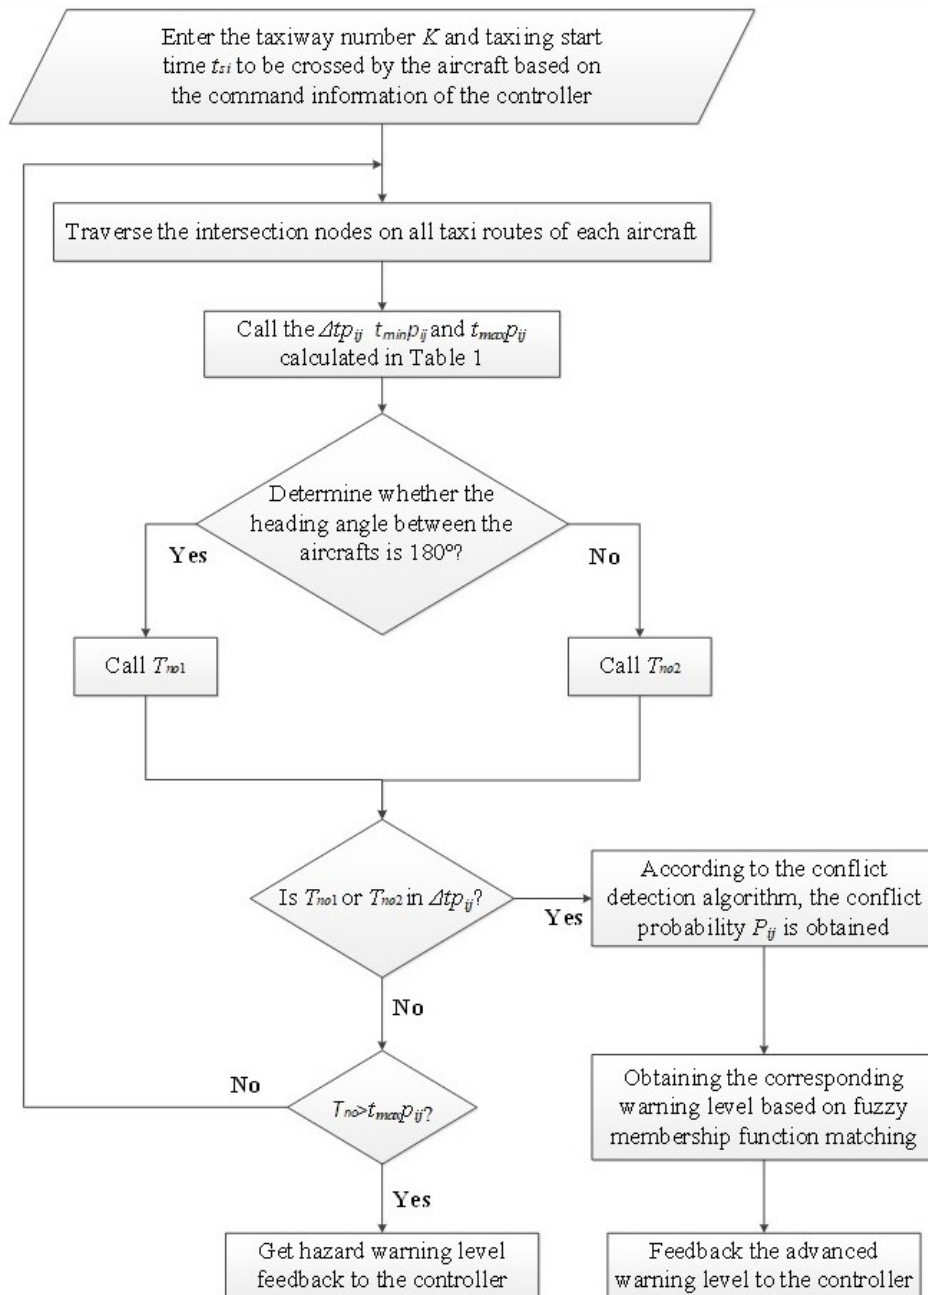 Enter the taxiway number K and taxiing start
time tsi to be crossed by the aircraft based on
the command information of the controller
Traverse the intersection nodes on all taxi routes of each aircraft
Call the Δtpij tminpij and tmaxpij
calculated in Table 1
Determine whether the
heading angle between the
aircrafts is 180°?
Yes
No
Call Tno1
Call Tno2
Is Tno1 or Tno2 in Δtpij?
Yes
According to the conflict
detection algorithm, the conflict
probability Pij is obtained
No
No
Tno>tmaxpij?
Obtaining the corresponding
warning level based on fuzzy
membership function matching
Yes
Get hazard warning level
feedback to the controller
Feedback the advanced
warning level to the controller